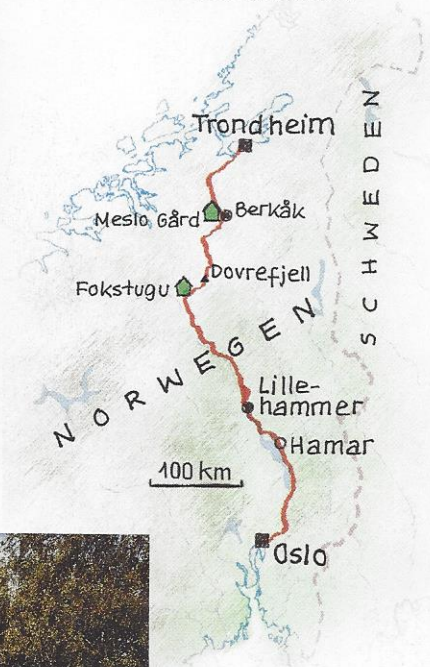 Trondheim
SCHWEDEN
Meslo Gård
Berkåk
Dovrefjell
Fokstugu
NORWEGEN
Lille-
hammer
Hamar
100 km
Oslo